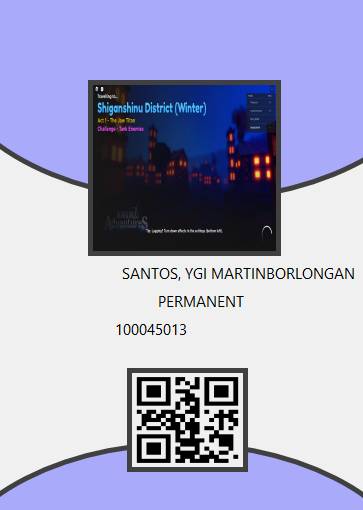 Travelling to...
Shiganshinu District (Winter)
Act 1 - The Jaw Titan
Challenge - Tank Enemies
Adventures
Tip: Lagging? Turn down effects in the settings (bottom left).
SANTOS, YGI MARTINBORLONGAN
PERMANENT
100045013